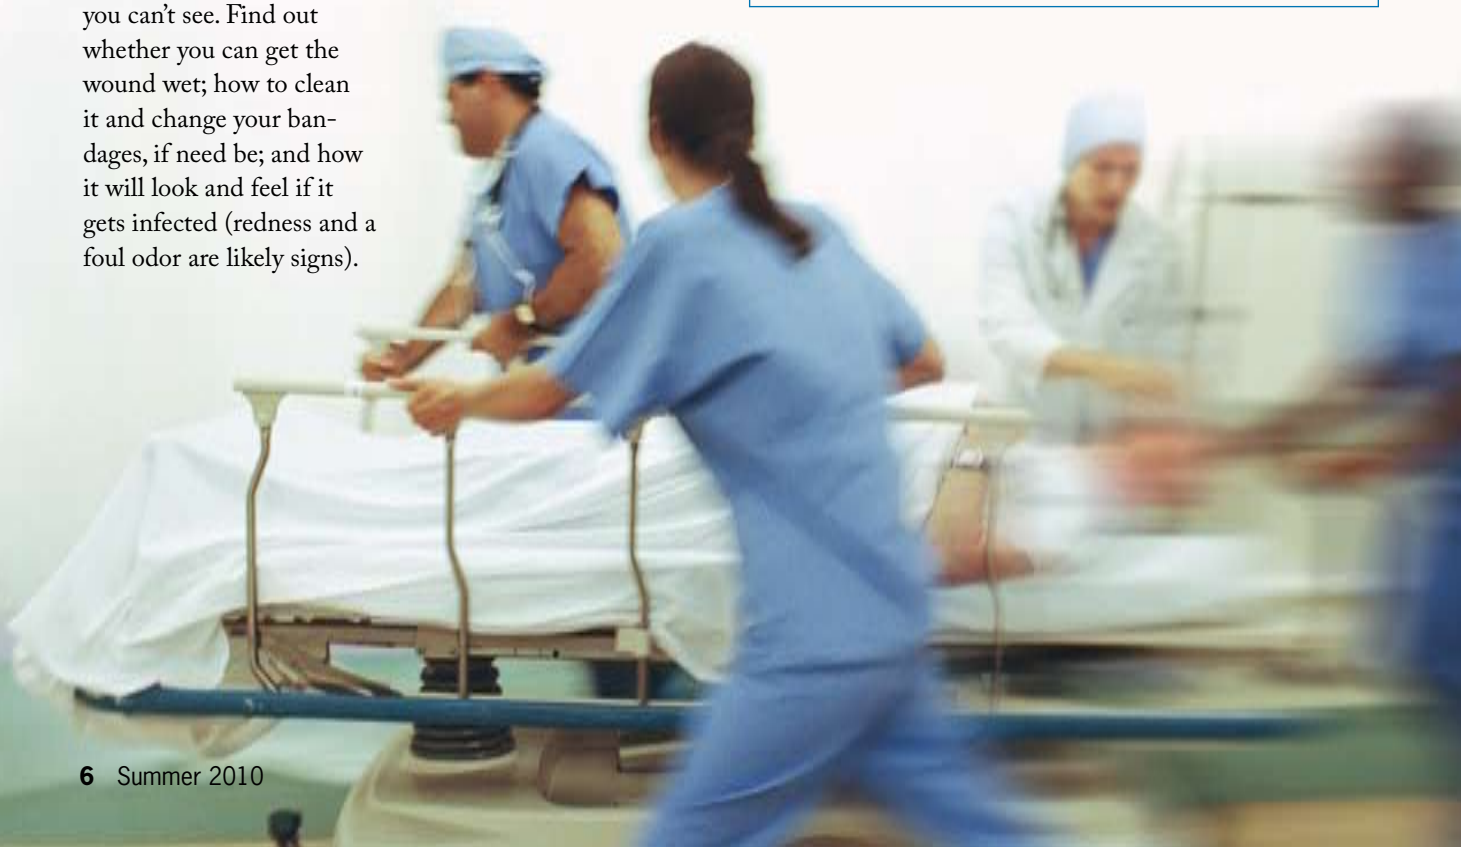 you can’t see. Find out
whether you can get the
wound wet; how to clean
it and change your ban-
dages, if need be; and how
it will look and feel if it
gets infected (redness and a
foul odor are likely signs).
6 Summer 2010